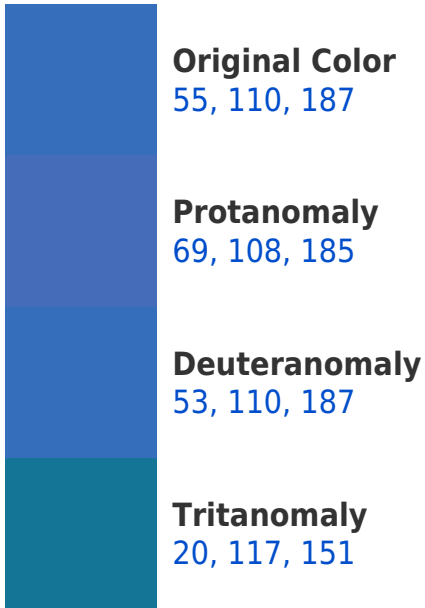 Original Color
55, 110, 187
Protanomaly
69, 108, 185
Deuteranomaly
53, 110, 187
Tritanomaly
20, 117, 151